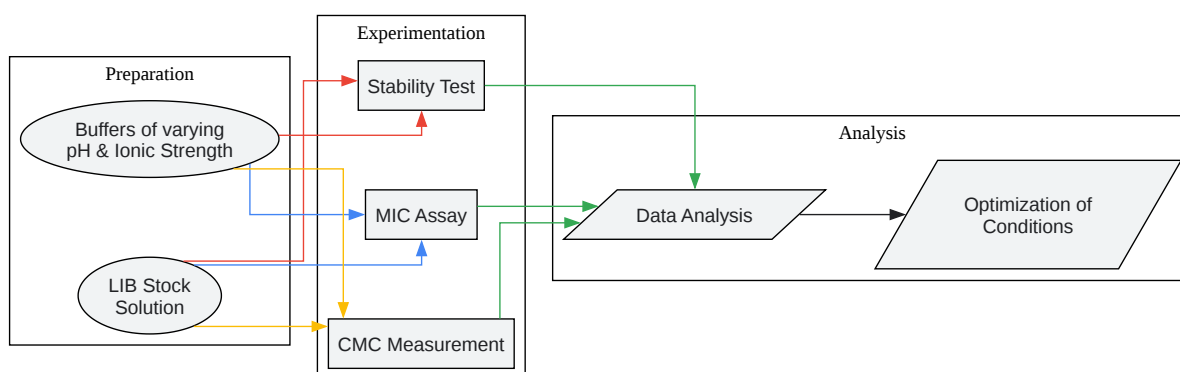 Preparation
Buffers of varying
pH & Ionic Strength
LIB Stock
Solution
Experimentation
Stability Test
MIC Assay
CMC Measurement
Analysis
Data Analysis
Optimization of
Conditions